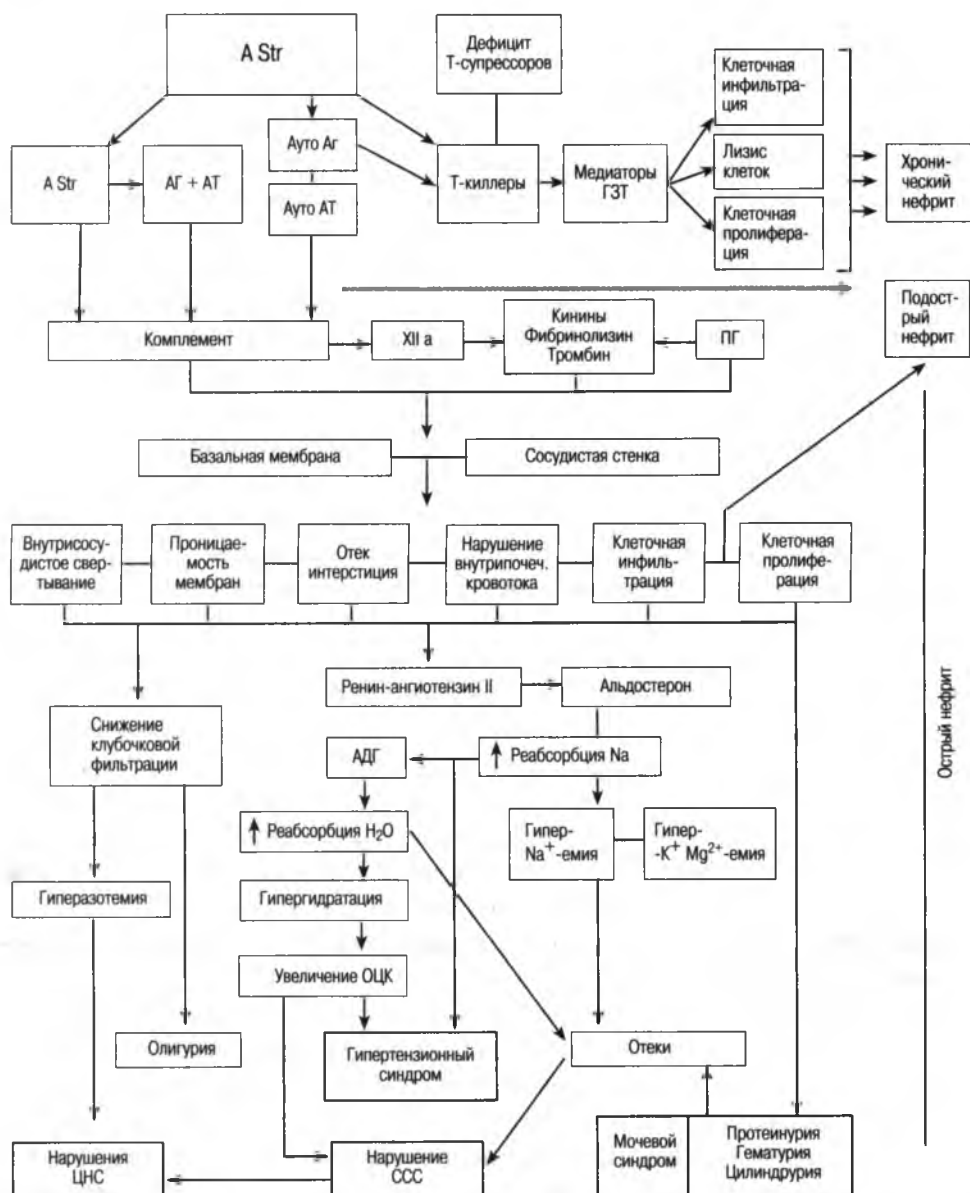 A Str
Дефицит
Т-супрессоров
Клеточная
инфильтра-
ция
Ауто Аг
A Str
АГ + АТ
Ауто АТ
Т-киллеры
Медиаторы
ГЗТ
Лизис
клеток
Клеточная
пролифера-
ция
Хрони-
ческий
нефрит
Подост-
рый
нефрит
Комплемент
XII а
Кинины
Фибринолизин
Тромбин
ПГ
Базальная мембрана
Сосудистая стенка
Внутрисосу-
дистое свер-
тывание
Проницае-
мость
мембран
Отек
интерстиция
Нарушение
внутрипочеч.
кровотока
Клеточная
инфиль-
трация
Клеточная
пролифе-
рация
Ренин-ангиотензин II
Альдостерон
Снижение
клубочковой
фильтрации
АДГ
Реабсорбция Na
Острый нефрит
Реабсорбция H₂O
Гипер-
Na⁺-емия
Гипер-
-K⁺ Mg²⁺-емия
Гиперазотемия
Гипергидратация
Увеличение ОЦК
Олигурия
Гипертензионный
синдром
Отеки
Нарушения
ЦНС
Нарушение
ССС
Мочевой
синдром
Протеинурия
Гематурия
Цилиндрурия